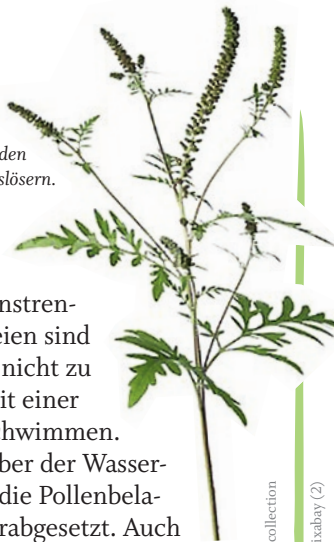 den
slösern.
nstren-
eien sind
nicht zu
it einer
chwimmen.
ber der Wasser-
die Pollenbela-
rabgesetzt. Auch
collection
ixabay (2)